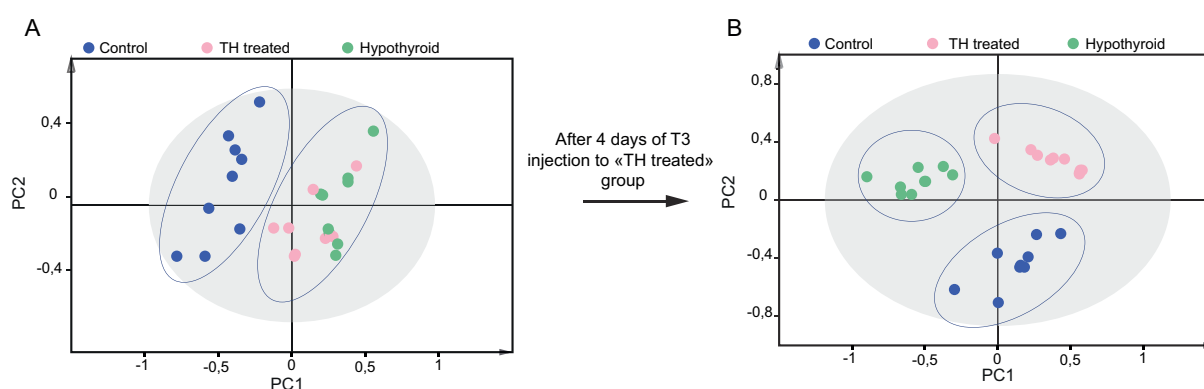 A
Control TH treated Hypothyroid
PC2
0,4
0
-0,4
-1 -0,5 0 0,5 1
PC1
After 4 days of T3
injection to «TH treated»
group
B
Control TH treated Hypothyroid
PC2
0,8
0,4
0
-0,4
-0,8
-1 -0,5 0 0,5 1
PC1